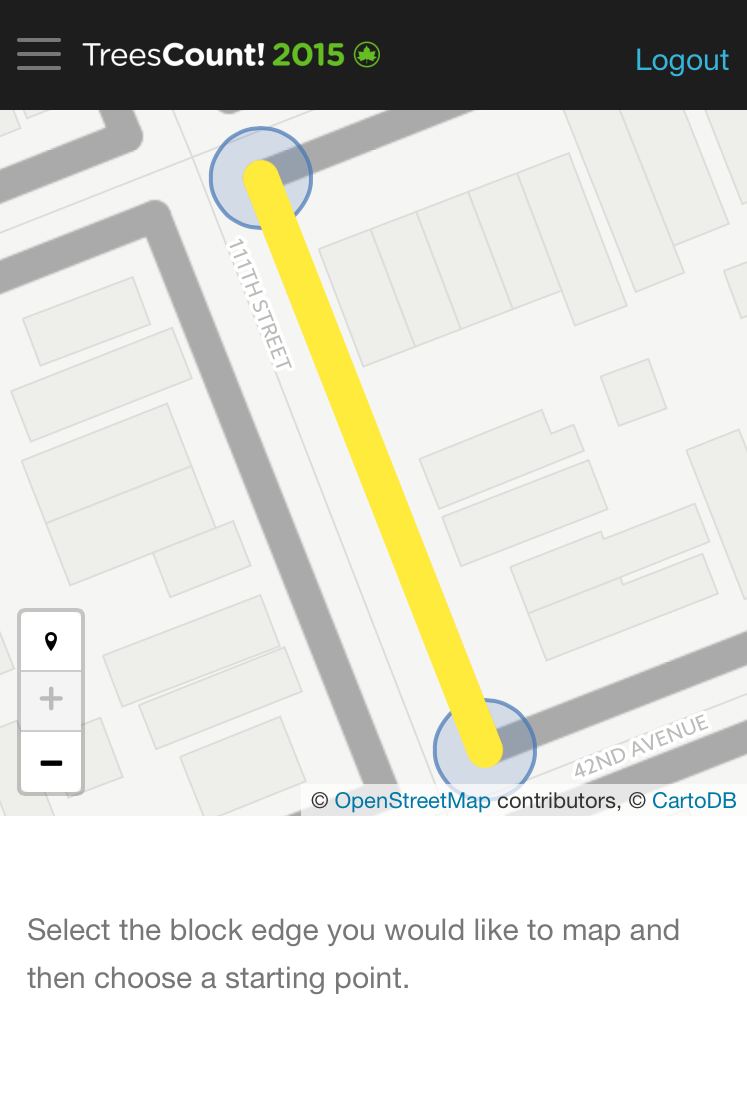 TreesCount! 2015
Logout
111TH STREET
42ND AVENUE
© OpenStreetMap contributors, © CartoDB
Select the block edge you would like to map and
then choose a starting point.